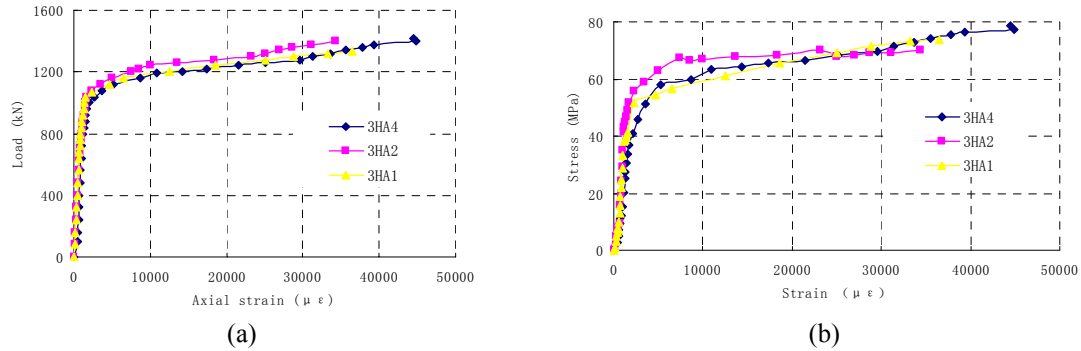 1600
1200
800
400
0
Load (kN)
3HA4
3HA2
3HA1
0 10000 20000 30000 40000 50000
Axial strain (μ ε)
(a)
80
60
40
20
0
Stress (MPa)
3HA4
3HA2
3HA1
0 10000 20000 30000 40000 50000
Strain (μ ε)
(b)